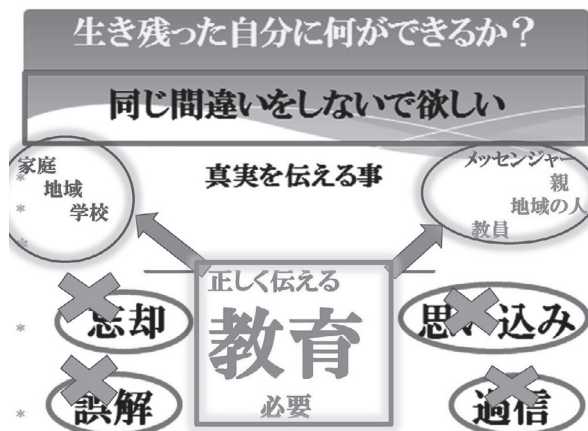 生き残った自分に何ができるか？
同じ間違いをしないで欲しい
家庭
地域
学校
真実を伝える事
メッセンジャー
親
地域の人
教員
正しく伝える
教育
必要
忘却
思い込み
誤解
過信